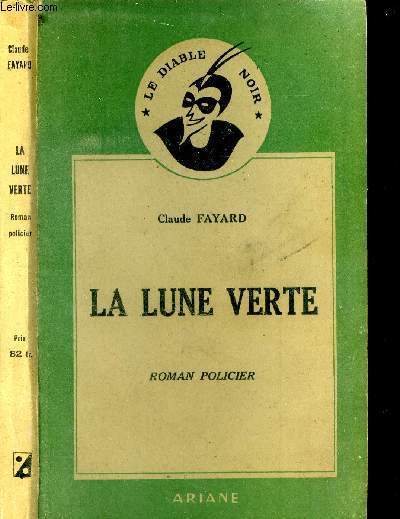 Le-livre.com
Claude
FAYARD
LA
LUNE
VERTE
Roman
policier
Prix
82 fr.
★ LE DIABLE NOIR ★
Claude FAYARD
LA LUNE VERTE
ROMAN POLICIER
ARIANE